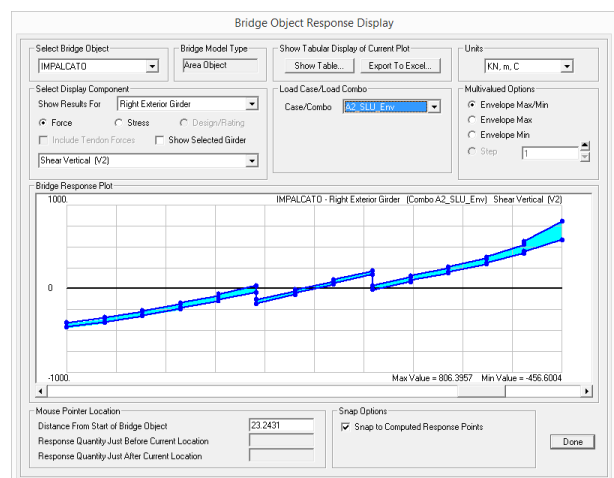 Bridge Object Response Display
Select Bridge Object
IMPALCATO
Bridge Model Type
Area Object
Show Tabular Display of Current Plot
Show Table...
Export To Excel...
Units
KN, m, C
Select Display Component
Show Results For
Right Exterior Girder
Force
Stress
Design/Rating
Include Tendon Forces
Show Selected Girder
Shear Vertical (V2)
Load Case/Load Combo
Case/Combo
A2_SLU_Env
Multivalued Options
Envelope Max/Min
Envelope Max
Envelope Min
Step
1
Bridge Response Plot
1000.
IMPALCATO - Right Exterior Girder (Combo A2_SLU_Env) Shear Vertical (V2)
0
-1000.
Max Value = 806.3957 Min Value = -456.6004
Mouse Pointer Location
Distance From Start of Bridge Object
23.2431
Response Quantity Just Before Current Location
Response Quantity Just After Current Location
Snap Options
Snap to Computed Response Points
Done